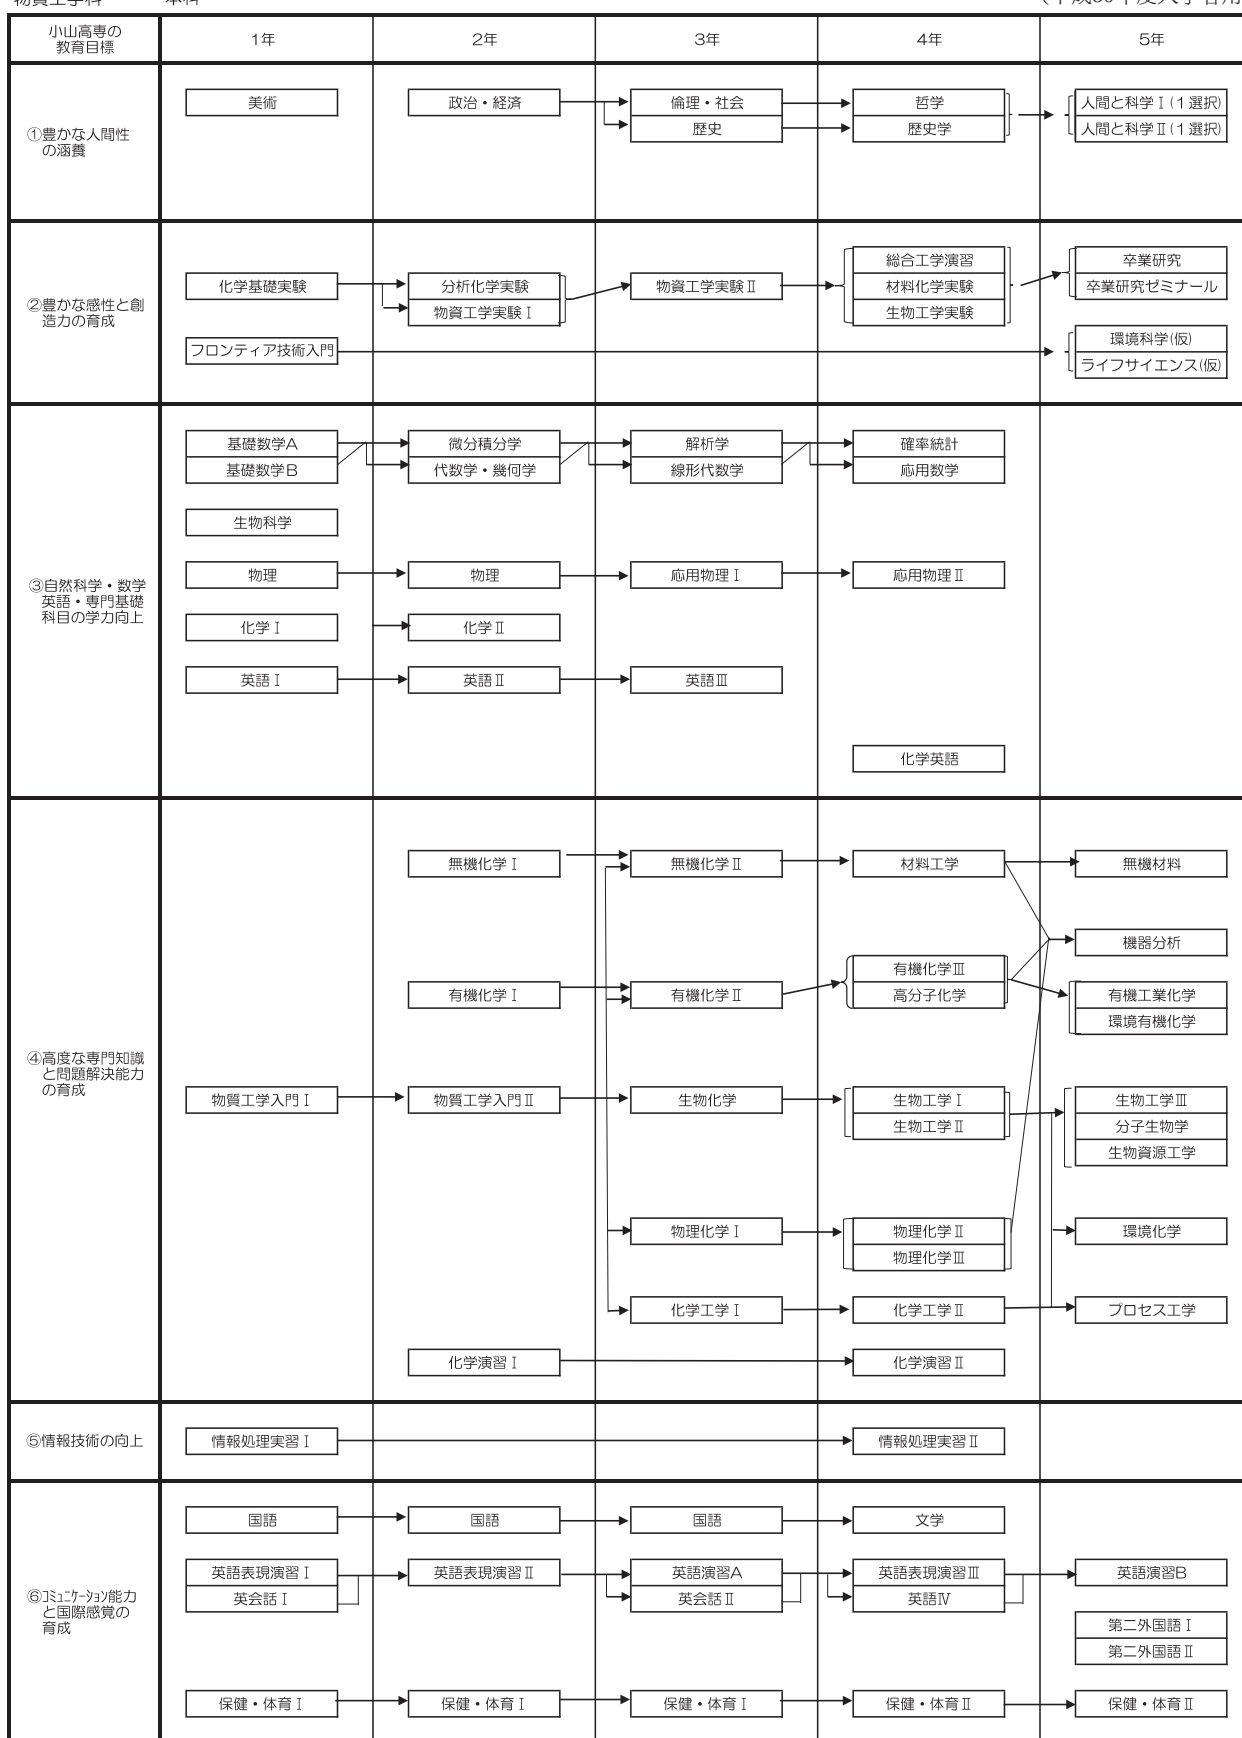 物質工学科 本科 (平成30年度入学者用
小山高専の
教育目標
1年 2年 3年 4年 5年
①豊かな人間性
の涵養
美術 政治・経済 倫理・社会 哲学 人間と科学Ⅰ(1選択)
歴史 歴史学 人間と科学Ⅱ(1選択)
②豊かな感性と創
造力の育成
総合工学演習 卒業研究
化学基礎実験 分析化学実験 物資工学実験Ⅱ 材料化学実験 卒業研究ゼミナール
物資工学実験Ⅰ 生物工学実験
環境科学(仮)
フロンティア技術入門 ライフサイエンス(仮)
③自然科学・数学
英語・専門基礎
科目の学力向上
基礎数学A 微分積分学 解析学 確率統計
基礎数学B 代数学・幾何学 線形代数学 応用数学
生物科学
物理 物理 応用物理Ⅰ 応用物理Ⅱ
化学Ⅰ 化学Ⅱ
英語Ⅰ 英語Ⅱ 英語Ⅲ
化学英語
④高度な専門知識
と問題解決能力
の育成
無機化学Ⅰ 無機化学Ⅱ 材料工学 無機材料
機器分析
有機化学Ⅲ
有機化学Ⅰ 有機化学Ⅱ 高分子化学 有機工業化学
環境有機化学
物質工学入門Ⅰ 物質工学入門Ⅱ 生物化学 生物工学Ⅰ 生物工学Ⅲ
生物工学Ⅱ 分子生物学
生物資源工学
物理化学Ⅰ 物理化学Ⅱ 環境化学
物理化学Ⅲ
化学工学Ⅰ 化学工学Ⅱ プロセス工学
化学演習Ⅰ 化学演習Ⅱ
⑤情報技術の向上
情報処理実習Ⅰ 情報処理実習Ⅱ
⑥ｺﾐｭﾆｹｰｼｮﾝ能力
と国際感覚の
育成
国語 国語 国語 文学
英語表現演習Ⅰ 英語表現演習Ⅱ 英語演習A 英語表現演習Ⅲ 英語演習B
英会話Ⅰ 英会話Ⅱ 英語Ⅳ
第二外国語Ⅰ
第二外国語Ⅱ
保健・体育Ⅰ 保健・体育Ⅰ 保健・体育Ⅰ 保健・体育Ⅱ 保健・体育Ⅱ